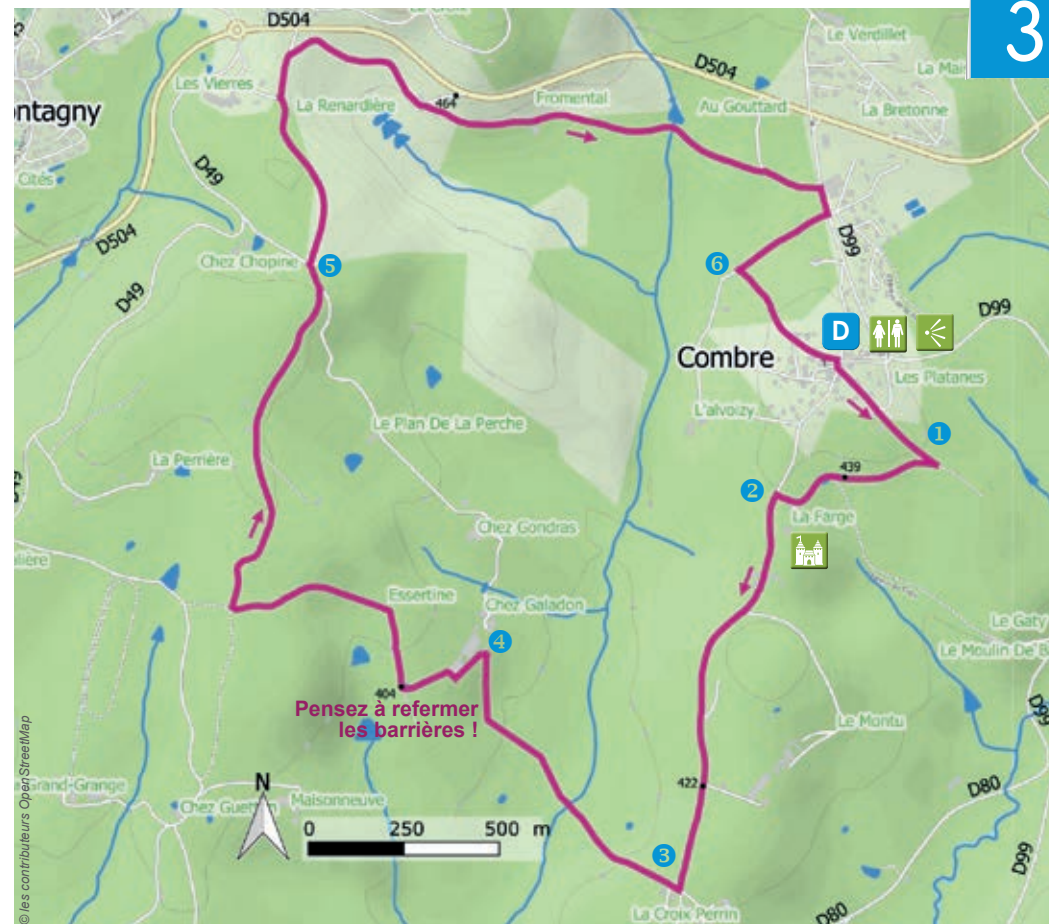 3
D504
Le Verdillet
Les Vierres
D504
La Mai
ontagny
La Renardière
464
Fromental
Au Gouttard
La Bretonne
Cités
D49
D504
Chez Chopine
5
6
D99
D49
D99
D
Combre
Les Platanes
L'alvoizy
Le Plan De La Perche
1
La Perrière
439
2
D49
La Farge
Chez Gondras
Essertine
Chez Galadon
Le Gaty
4
Le Moulin De B
404
Pensez à refermer
les barrières !
D99
Le Montu
N
422
D80
Grand-Grange
Maisonneuve
0 250 500 m
3
D99
La Croix Perrin
D80
© les contributeurs OpenStreetMap